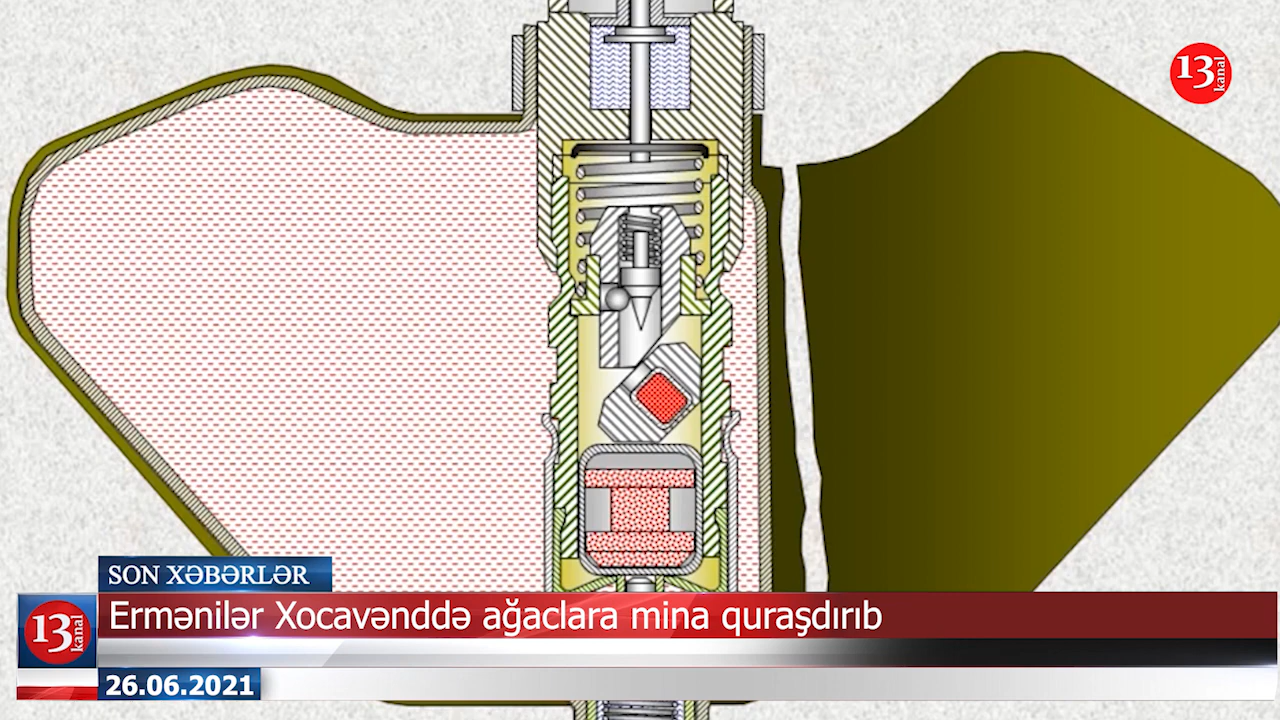 13 kanal
SON XƏBƏRLƏR
13 kanal
Ermənilər Xocavənddə ağaclara mina quraşdırıb
26.06.2021